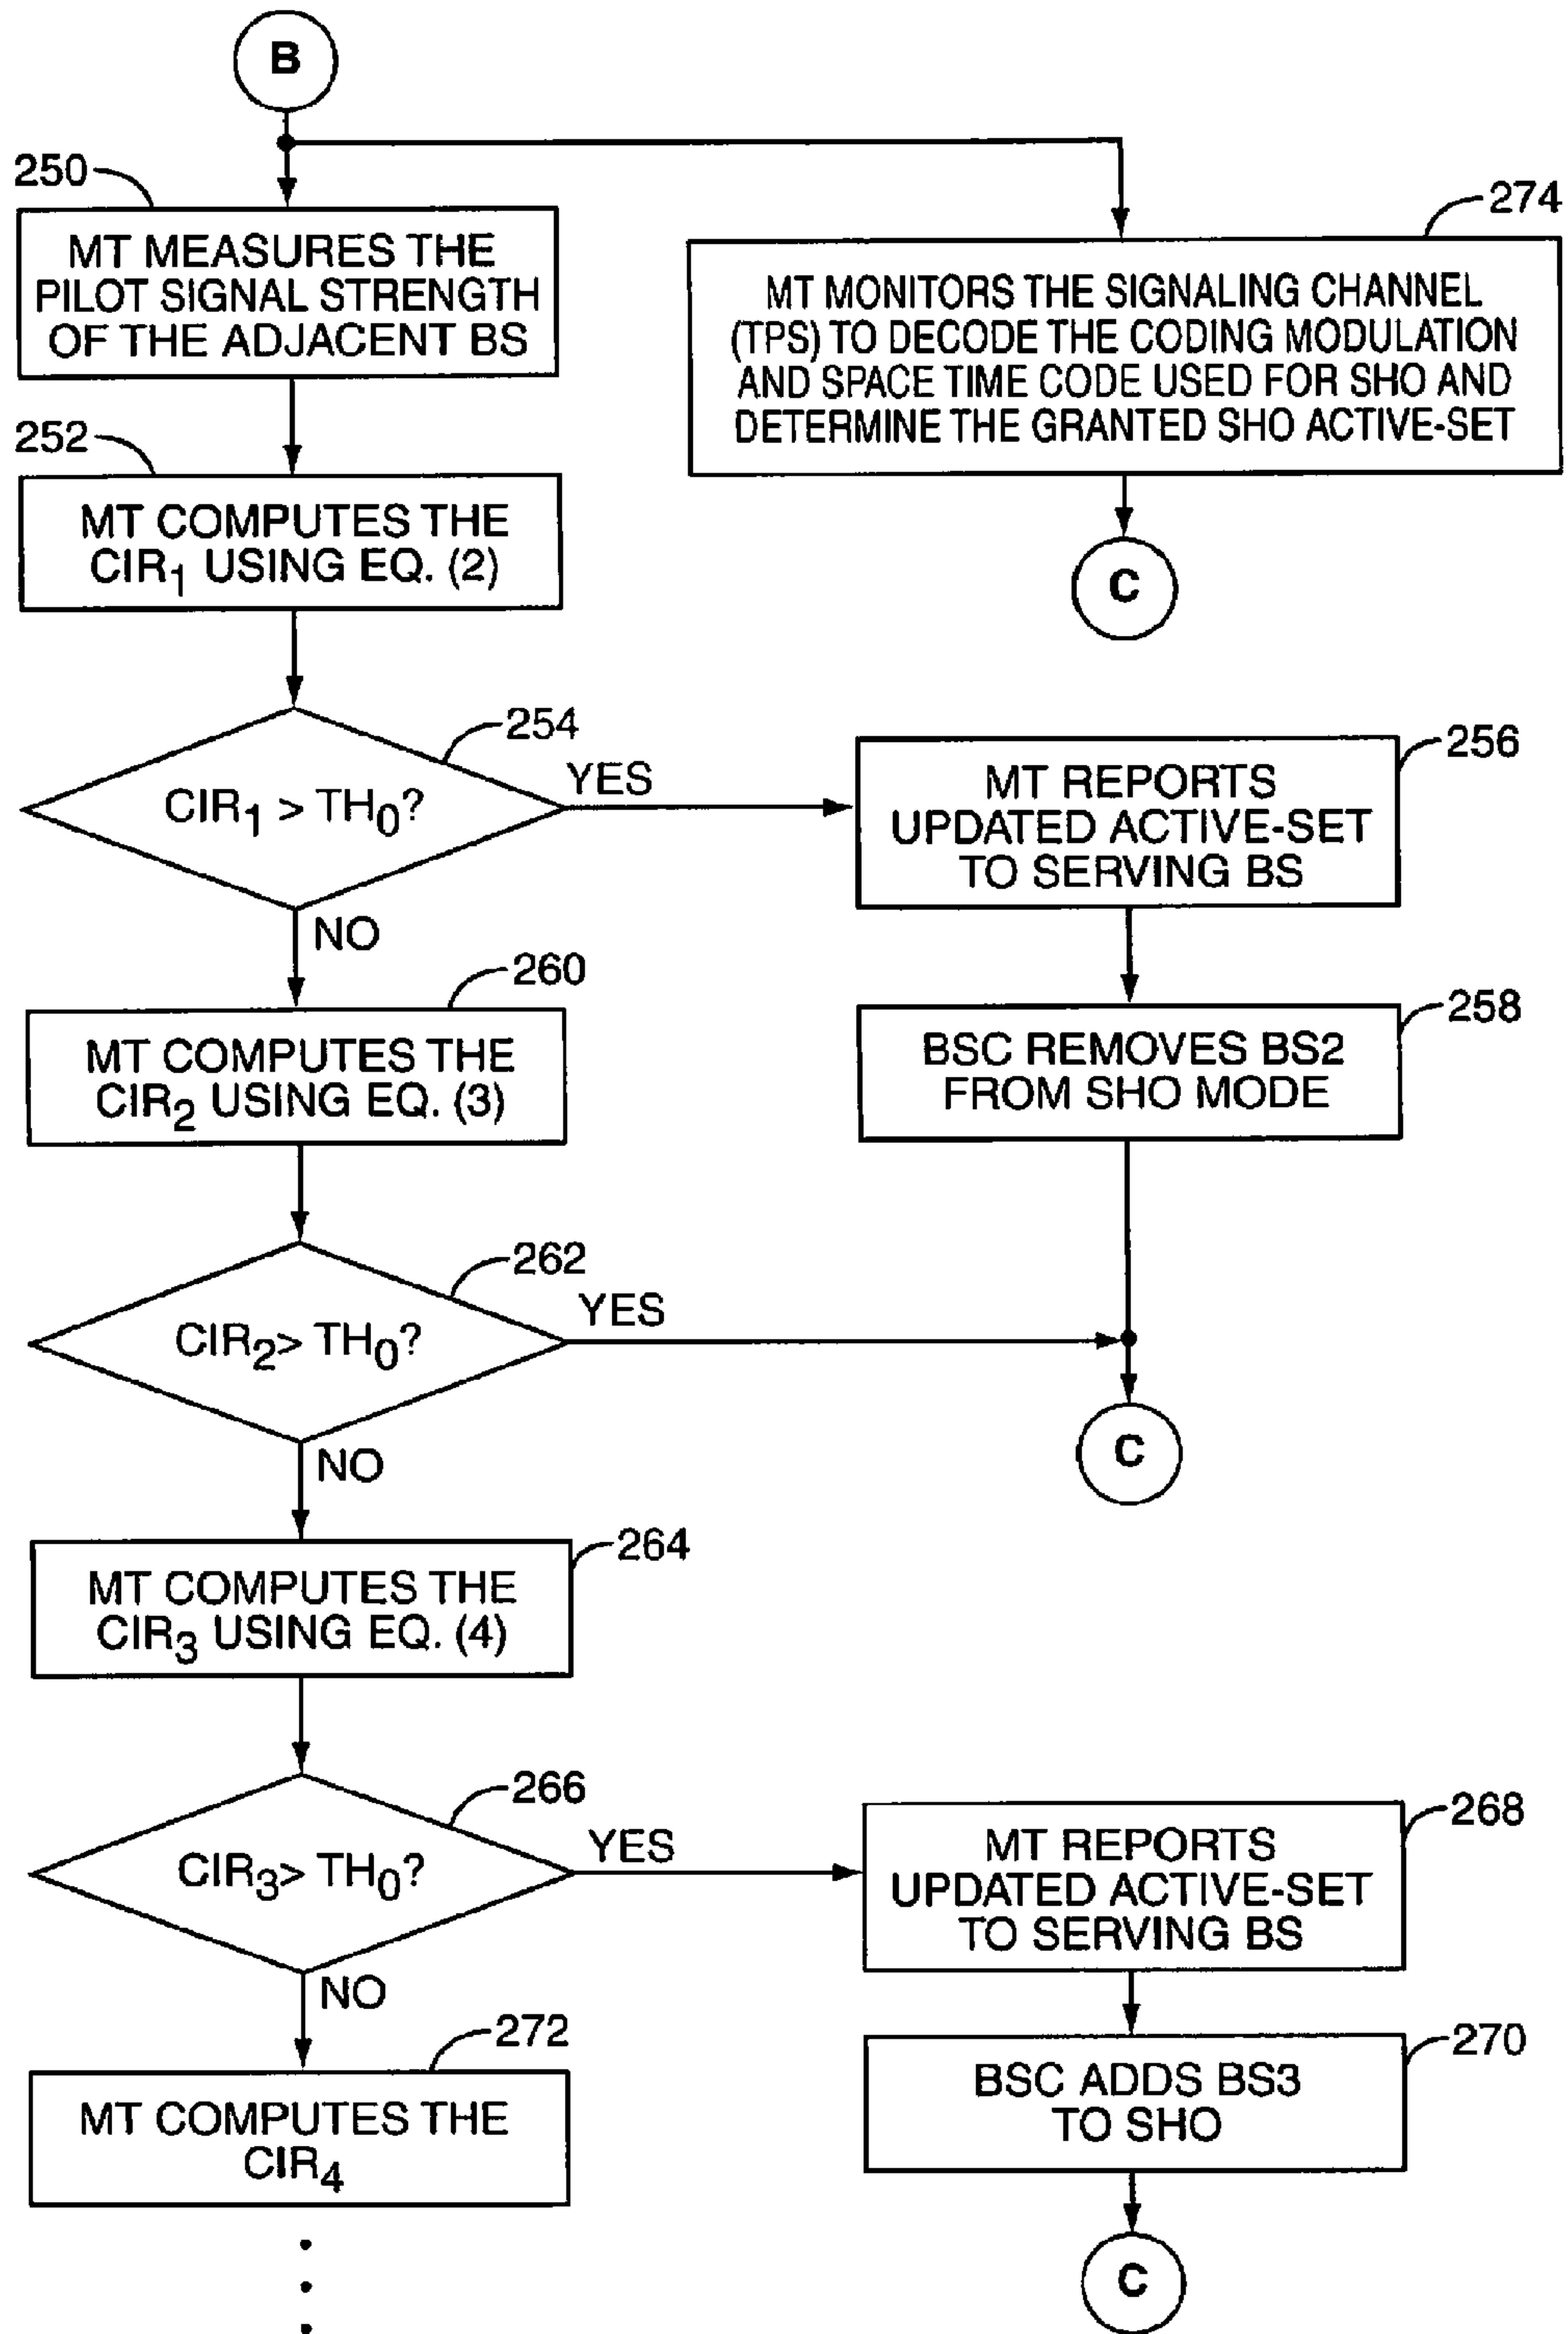 B
250
MT MEASURES THE
PILOT SIGNAL STRENGTH
OF THE ADJACENT BS
274
MT MONITORS THE SIGNALING CHANNEL
(TPS) TO DECODE THE CODING MODULATION
AND SPACE TIME CODE USED FOR SHO AND
DETERMINE THE GRANTED SHO ACTIVE-SET
C
252
MT COMPUTES THE
CIR1 USING EQ. (2)
254
CIR1 > TH0?
YES
NO
256
MT REPORTS
UPDATED ACTIVE-SET
TO SERVING BS
258
BSC REMOVES BS2
FROM SHO MODE
260
MT COMPUTES THE
CIR2 USING EQ. (3)
262
CIR2> TH0?
YES
NO
C
264
MT COMPUTES THE
CIR3 USING EQ. (4)
266
CIR3> TH0?
YES
NO
268
MT REPORTS
UPDATED ACTIVE-SET
TO SERVING BS
270
BSC ADDS BS3
TO SHO
C
272
MT COMPUTES THE
CIR4